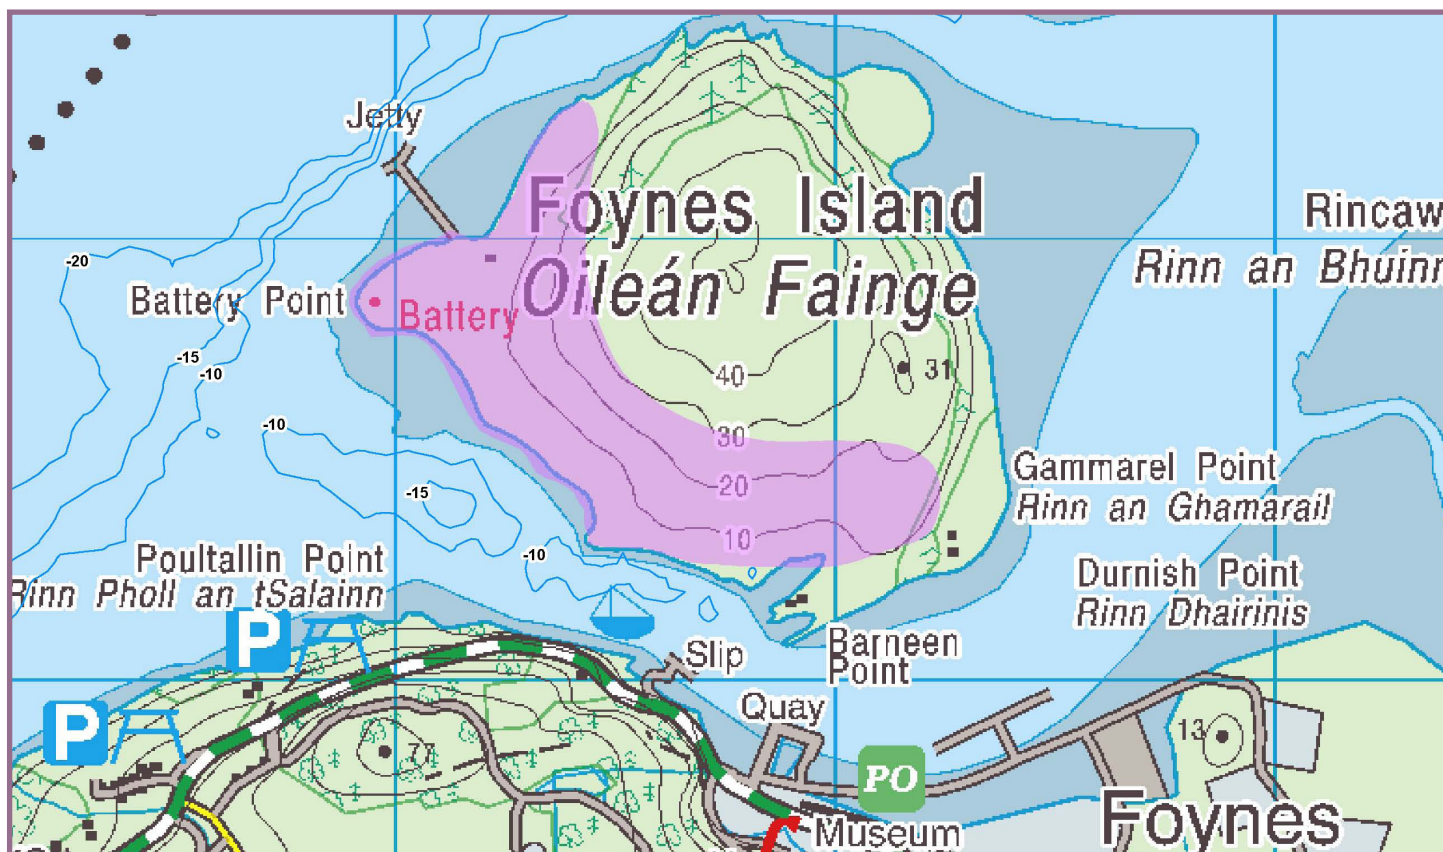 Jetty
Foynes Island
Oileán Fainge
Rincaw
Rinn an Bhuinn
-20
Battery Point
Battery
-15
-10
40
31
-10
30
-15
20
10
-10
Gammarel Point
Rinn an Ghamarail
Poultallin Point
Rinn Pholl an tSalainn
Durnish Point
Rinn Dhairinis
P
Barneen
Point
Slip
Quay
P
77
13
PO
Foynes
Museum